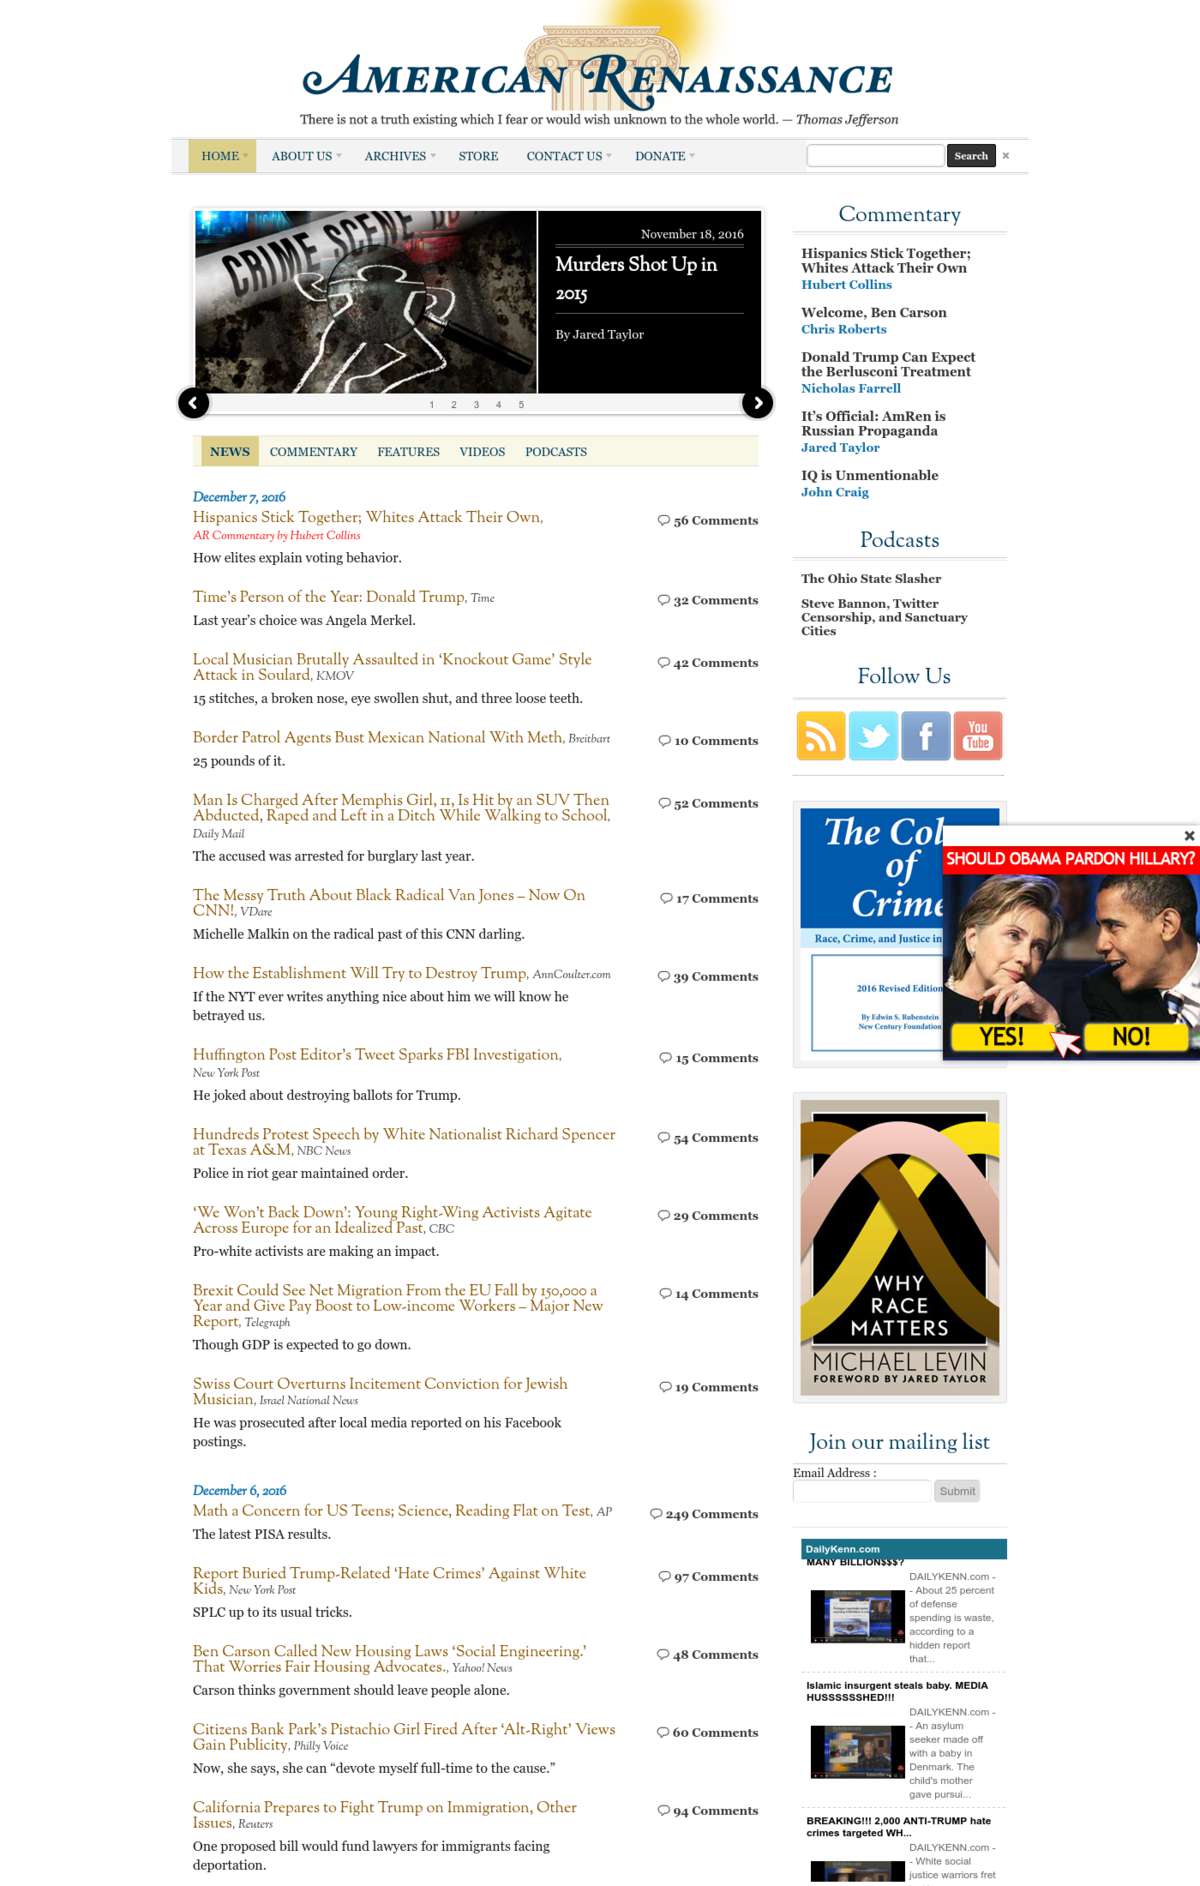 AMERICAN RENAISSANCE
There is not a truth existing which I fear or would wish unknown to the whole world. — Thomas Jefferson
HOME ABOUT US ARCHIVES STORE CONTACT US DONATE Search
CRIME SCENE DO
November 18, 2016
Murders Shot Up in
2015
By Jared Taylor
1 2 3 4 5
NEWS COMMENTARY FEATURES VIDEOS PODCASTS
December 7, 2016
Hispanics Stick Together; Whites Attack Their Own,
AR Commentary by Hubert Collins
56 Comments
How elites explain voting behavior.
Time's Person of the Year: Donald Trump, Time
32 Comments
Last year's choice was Angela Merkel.
Local Musician Brutally Assaulted in 'Knockout Game' Style
Attack in Soulard, KMOV
42 Comments
15 stitches, a broken nose, eye swollen shut, and three loose teeth.
Border Patrol Agents Bust Mexican National With Meth, Breitbart
10 Comments
25 pounds of it.
Man Is Charged After Memphis Girl, 11, Is Hit by an SUV Then
Abducted, Raped and Left in a Ditch While Walking to School,
Daily Mail
52 Comments
The accused was arrested for burglary last year.
The Messy Truth About Black Radical Van Jones – Now On
CNN!, VDare
17 Comments
Michelle Malkin on the radical past of this CNN darling.
How the Establishment Will Try to Destroy Trump, AnnCoulter.com
39 Comments
If the NYT ever writes anything nice about him we will know he
betrayed us.
Huffington Post Editor's Tweet Sparks FBI Investigation,
New York Post
15 Comments
He joked about destroying ballots for Trump.
Hundreds Protest Speech by White Nationalist Richard Spencer
at Texas A&M, NBC News
54 Comments
Police in riot gear maintained order.
'We Won't Back Down': Young Right-Wing Activists Agitate
Across Europe for an Idealized Past, CBC
29 Comments
Pro-white activists are making an impact.
Brexit Could See Net Migration From the EU Fall by 150,000 a
Year and Give Pay Boost to Low-income Workers – Major New
Report, Telegraph
14 Comments
Though GDP is expected to go down.
Swiss Court Overturns Incitement Conviction for Jewish
Musician, Israel National News
19 Comments
He was prosecuted after local media reported on his Facebook
postings.
December 6, 2016
Math a Concern for US Teens; Science, Reading Flat on Test, AP
249 Comments
The latest PISA results.
Report Buried Trump-Related 'Hate Crimes' Against White
Kids, New York Post
97 Comments
SPLC up to its usual tricks.
Ben Carson Called New Housing Laws 'Social Engineering.'
That Worries Fair Housing Advocates., Yahoo! News
48 Comments
Carson thinks government should leave people alone.
Citizens Bank Park's Pistachio Girl Fired After 'Alt-Right' Views
Gain Publicity, Philly Voice
60 Comments
Now, she says, she can “devote myself full-time to the cause.”
California Prepares to Fight Trump on Immigration, Other
Issues, Reuters
94 Comments
One proposed bill would fund lawyers for immigrants facing
deportation.
Commentary
Hispanics Stick Together;
Whites Attack Their Own
Hubert Collins
Welcome, Ben Carson
Chris Roberts
Donald Trump Can Expect
the Berlusconi Treatment
Nicholas Farrell
It's Official: AmRen is
Russian Propaganda
Jared Taylor
IQ is Unmentionable
John Craig
Podcasts
The Ohio State Slasher
Steve Bannon, Twitter
Censorship, and Sanctuary
Cities
Follow Us
You
Tube
The Col
of
Crime
Race, Crime, and Justice in
2016 Revised Edition
By Edwin S. Rubenstein
New Century Foundation
SHOULD OBAMA PARDON HILLARY?
YES! NO!
WHY
RACE
MATTERS
MICHAEL LEVIN
FOREWORD BY JARED TAYLOR
Join our mailing list
Email Address :
Submit
DailyKenn.com
MANY BILLION$$$?
DAILYKENN.com -
- About 25 percent
of defense
spending is waste,
according to a
hidden report
that...
Islamic insurgent steals baby. MEDIA
HUSSSSSSHED!!!
DAILYKENN.com -
- An asylum
seeker made off
with a baby in
Denmark. The
child's mother
gave pursui...
BREAKING!!! 2,000 ANTI-TRUMP hate
crimes targeted WH...
DAILYKENN.com -
- White social
justice warriors fret